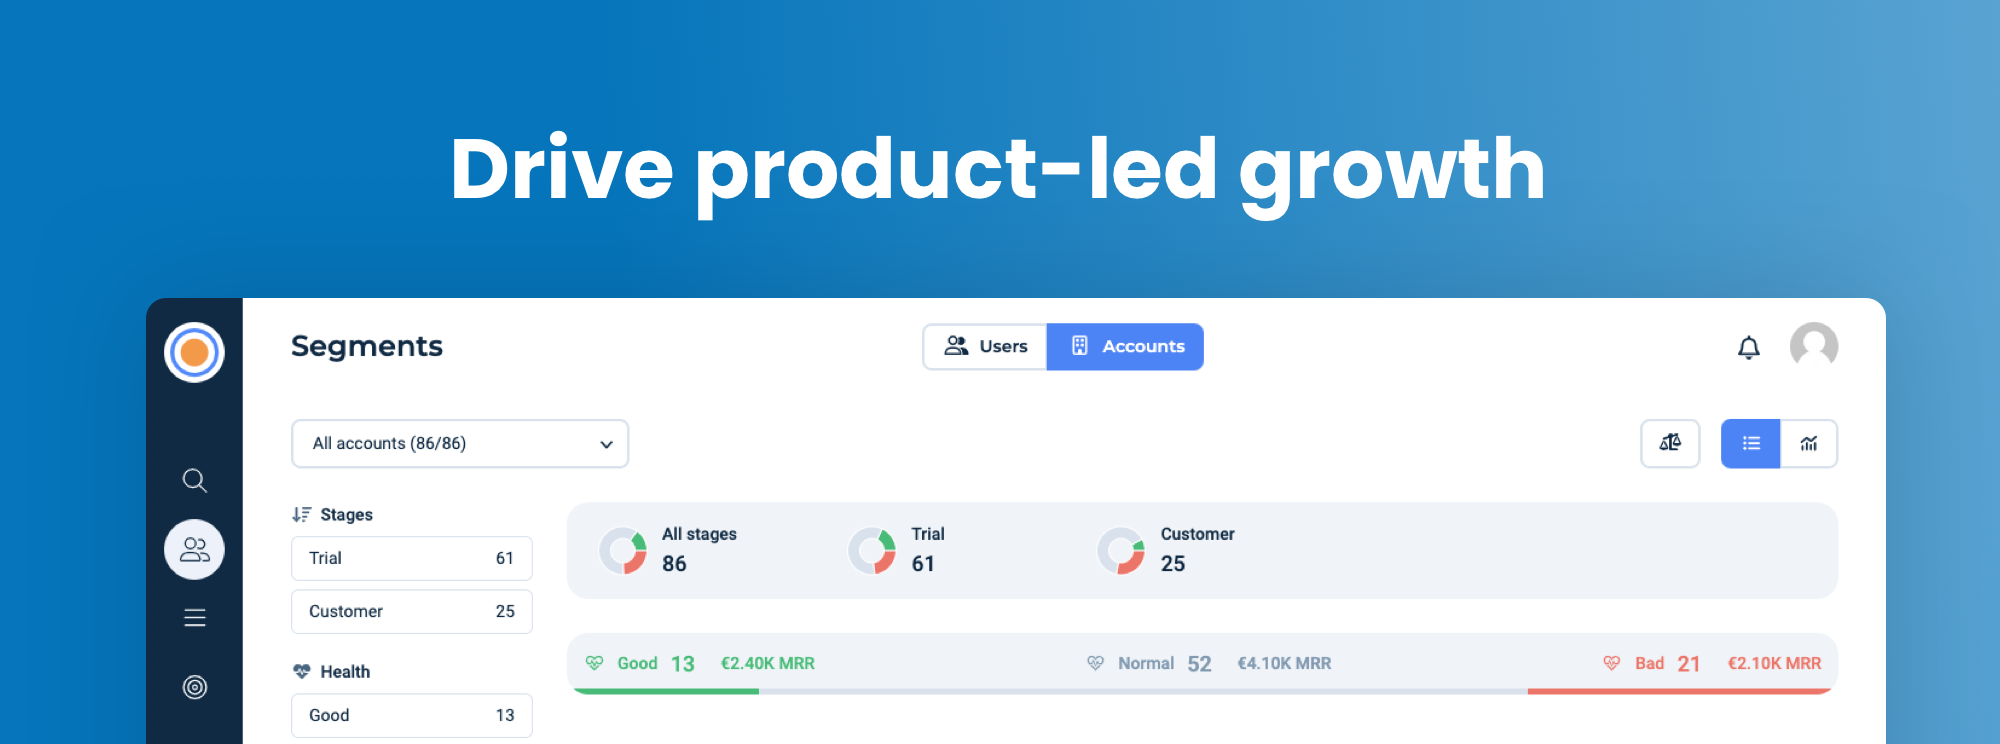 Drive product-led growth
Segments
Users
Accounts
All accounts (86/86)
Stages
Trial 61
Customer 25
Health
Good 13
All stages
86
Trial
61
Customer
25
Good 13 €2.40K MRR
Normal 52 €4.10K MRR
Bad 21 €2.10K MRR